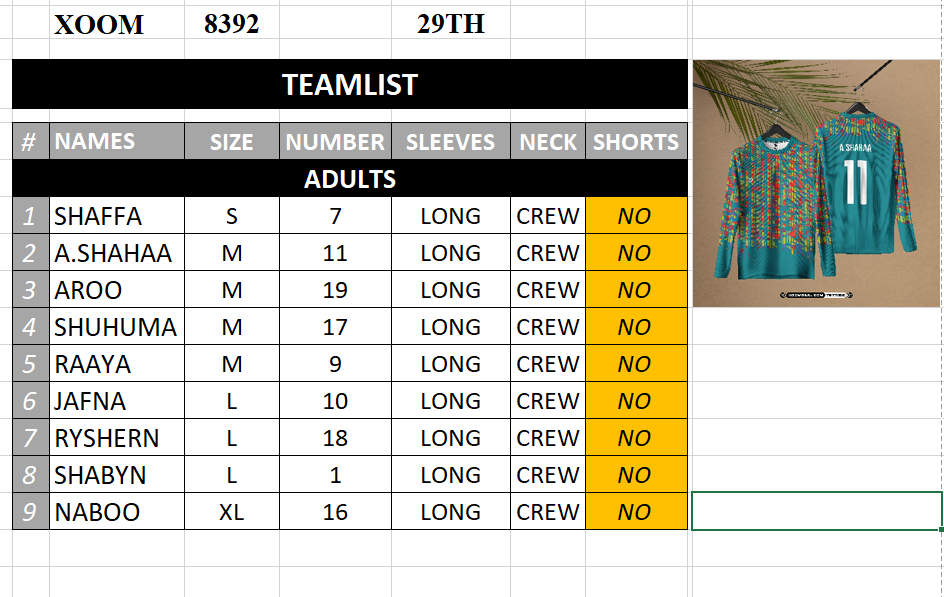 XOOM 8392 29TH
TEAMLIST
# NAMES SIZE NUMBER SLEEVES NECK SHORTS
ADULTS
1 SHAFFA S 7 LONG CREW NO
2 A.SHAHAA M 11 LONG CREW NO
3 AROO M 19 LONG CREW NO
4 SHUHUMA M 17 LONG CREW NO
5 RAAYA M 9 LONG CREW NO
6 JAFNA L 10 LONG CREW NO
7 RYSHERN L 18 LONG CREW NO
8 SHABYN L 1 LONG CREW NO
9 NABOO XL 16 LONG CREW NO
A.SHAHAA
11